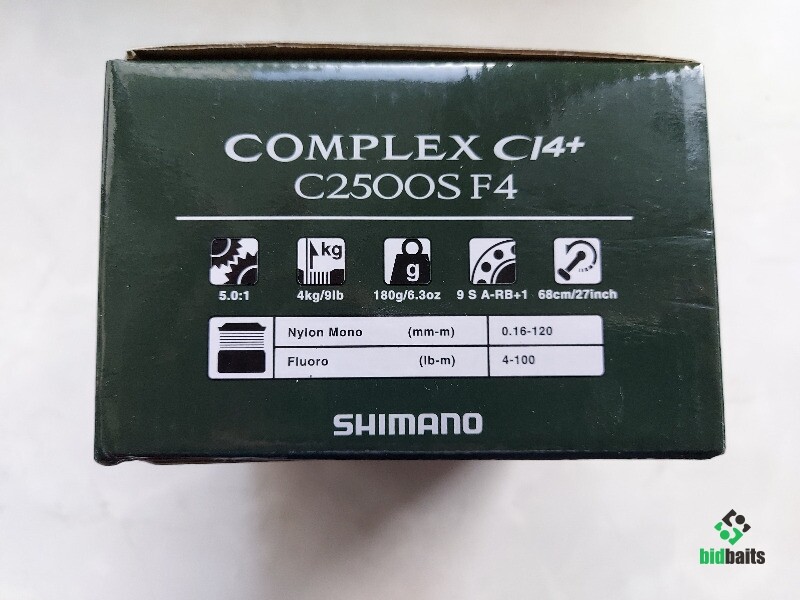 COMPLEX CI4+
C2500S F4
kg
g
5.0:1 4kg/9lb 180g/6.3oz 9 S A-RB+1 68cm/27inch
Nylon Mono (mm-m) 0.16-120
Fluoro (lb-m) 4-100
SHIMANO
bidbaits